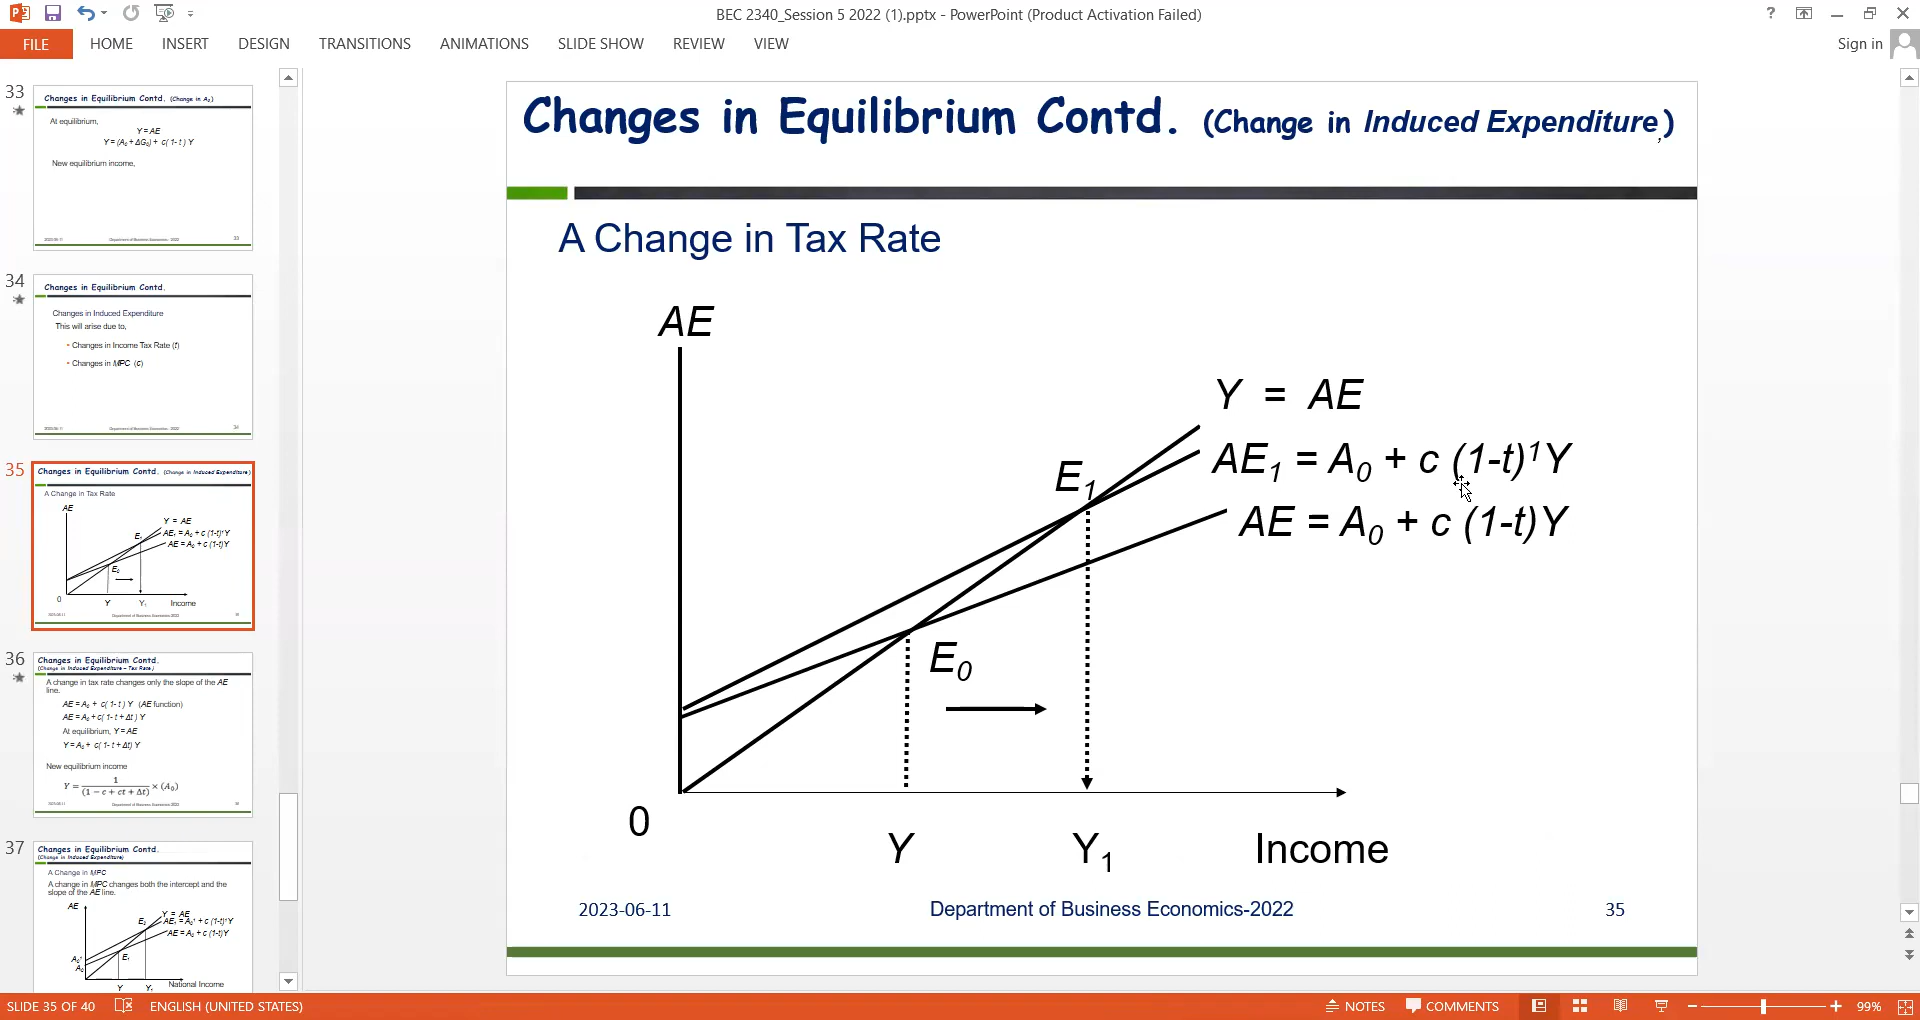 BEC 2340_Session 5 2022 (1).pptx - PowerPoint (Product Activation Failed)
FILE HOME INSERT DESIGN TRANSITIONS ANIMATIONS SLIDE SHOW REVIEW VIEW Sign in
33
Changes in Equilibrium Contd. (Change in A₀)
At equilibrium,
Y = AE
Y = (A₀ + ΔG₀) + c( 1- t ) Y
New equilibrium income,
Department of Business Economics - 2022 33
34
Changes in Equilibrium Contd.
Changes in Induced Expenditure
This will arise due to,
• Changes in Income Tax Rate (t)
• Changes in MPC (c)
Department of Business Economics - 2022 34
35
Changes in Equilibrium Contd. (Change in Induced Expenditure)
A Change in Tax Rate
AE
Y = AE
AE₁ = A₀ + c (1-t)¹Y
AE = A₀ + c (1-t)Y
E₁
E₀
0
Y Y₁ Income
2023-06-11 Department of Business Economics-2022 35
36
Changes in Equilibrium Contd.
(Change in Induced Expenditure – Tax Rate)
A change in tax rate changes only the slope of the AE
line.
AE = A₀ + c( 1- t ) Y (AE function)
AE = A₀ + c( 1- t + Δt ) Y
At equilibrium, Y = AE
Y = A₀ + c( 1- t + Δt) Y
New equilibrium income
Y = 1 / (1 − c + ct + Δt) × (A₀)
Department of Business Economics-2022 36
37
Changes in Equilibrium Contd.
(Change in Induced Expenditure)
A Change in MPC
A change in MPC changes both the intercept and the
slope of the AE line.
AE
Y = AE
AE₁ = A₀¹ + c (1-t)¹Y
AE = A₀ + c (1-t)Y
E₁
A₀¹
A₀
Y National Income
Changes in Equilibrium Contd. (Change in Induced Expenditure,)
A Change in Tax Rate
AE
Y = AE
AE₁ = A₀ + c (1-t)¹Y
E₁
AE = A₀ + c (1-t)Y
E₀
0
Y Y₁ Income
2023-06-11 Department of Business Economics-2022 35
SLIDE 35 OF 40 ENGLISH (UNITED STATES) NOTES COMMENTS 99%